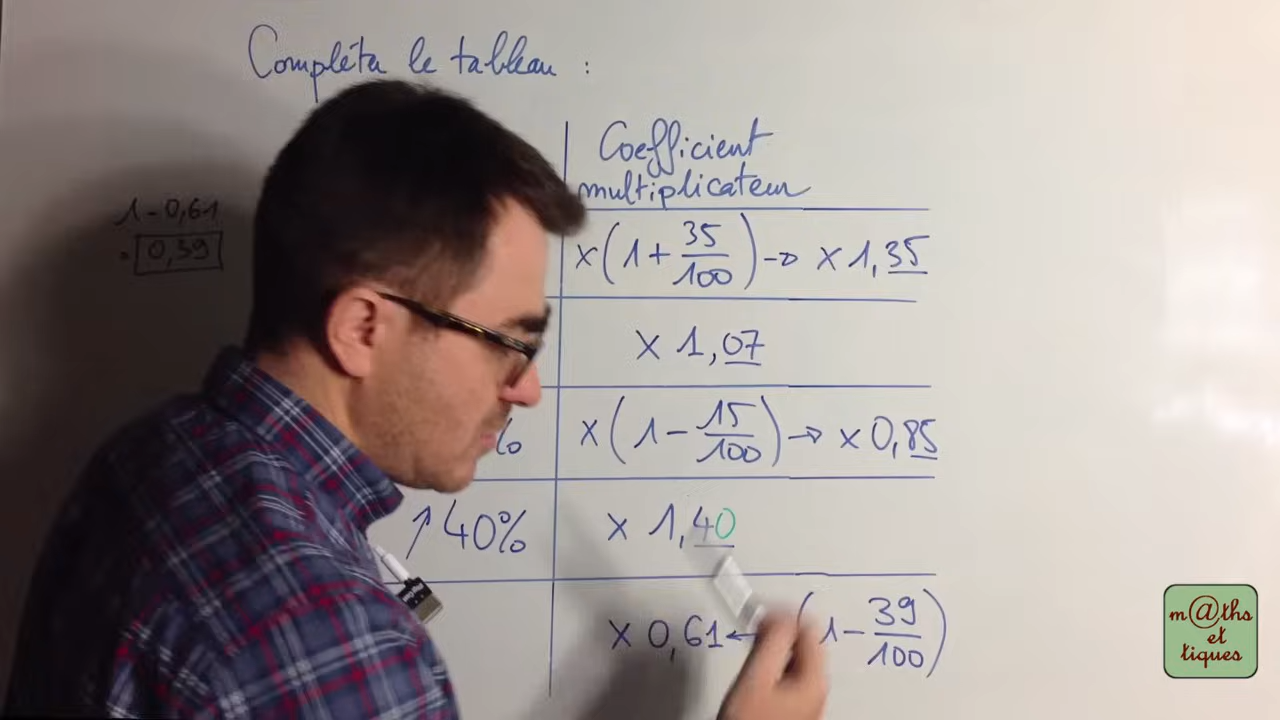 Compléter le tableau :
Coefficient
multiplicateur
1 - 0,61
= 0,39
× (1 + 35/100) → × 1,35
× 1,07
% × (1 - 15/100) → × 0,85
↑ 40% × 1,40
× 0,61 ← (1 - 39/100)
m@ths
et
tiques